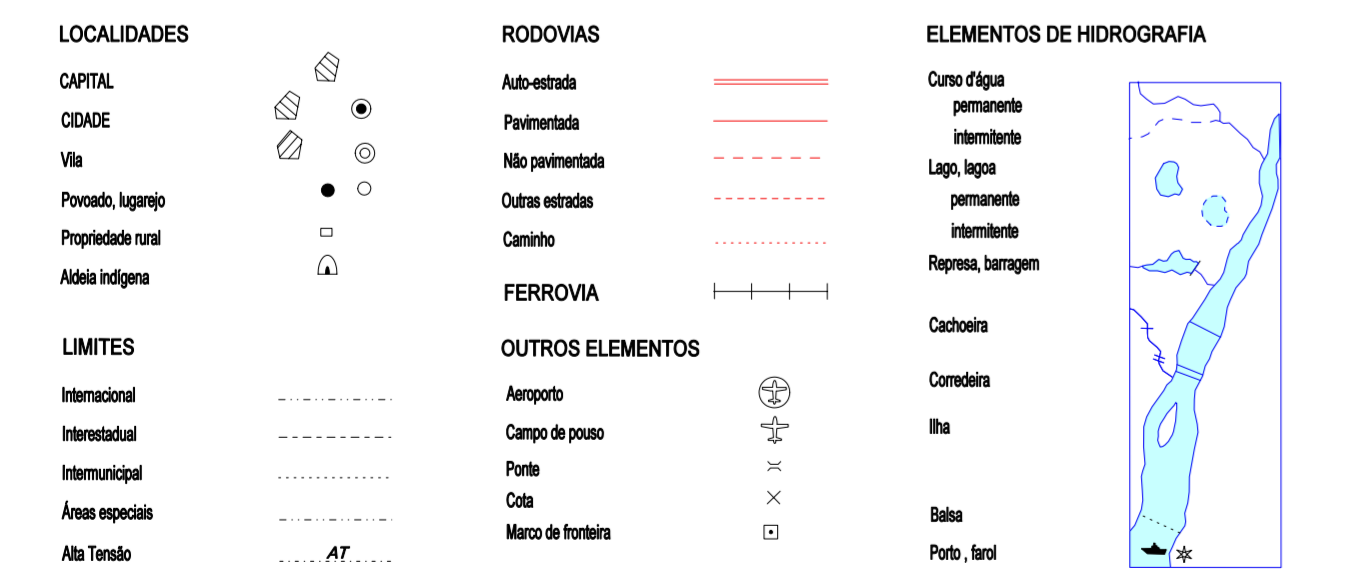 LOCALIDADES
CAPITAL
CIDADE
Vila
Povoado, lugarejo
Propriedade rural
Aldeia indígena
LIMITES
Internacional
Interestadual
Intermunicipal
Áreas especiais
Alta Tensão
AT
RODOVIAS
Auto-estrada
Pavimentada
Não pavimentada
Outras estradas
Caminho
FERROVIA
OUTROS ELEMENTOS
Aeroporto
Campo de pouso
Ponte
Cota
Marco de fronteira
ELEMENTOS DE HIDROGRAFIA
Curso d'água
permanente
intermitente
Lago, lagoa
permanente
intermitente
Represa, barragem
Cachoeira
Corredeira
Ilha
Balsa
Porto , farol